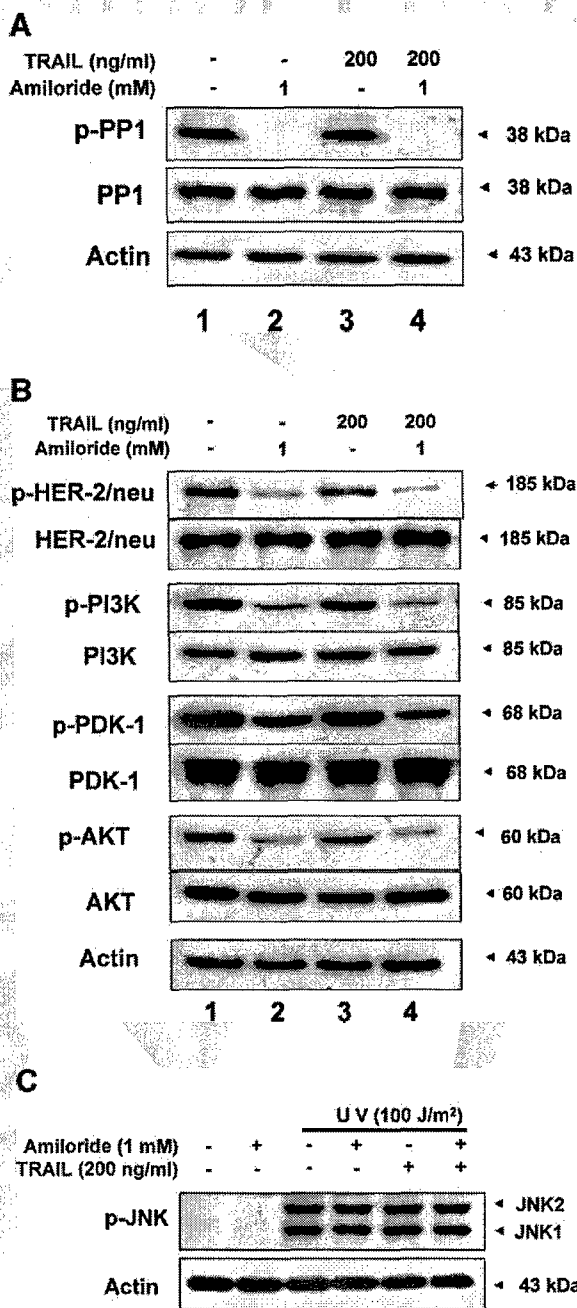 A
TRAIL (ng/ml) - - 200 200
Amiloride (mM) - 1 - 1
p-PP1 38 kDa
PP1 38 kDa
Actin 43 kDa
1 2 3 4
B
TRAIL (ng/ml) - - 200 200
Amiloride (mM) - 1 - 1
p-HER-2/neu 185 kDa
HER-2/neu 185 kDa
p-PI3K 85 kDa
PI3K 85 kDa
p-PDK-1 68 kDa
PDK-1 68 kDa
p-AKT 60 kDa
AKT 60 kDa
Actin 43 kDa
1 2 3 4
C
U V (100 J/m²)
Amiloride (1 mM) - + - + - +
TRAIL (200 ng/ml) - - - - + +
p-JNK JNK2
JNK1
Actin 43 kDa